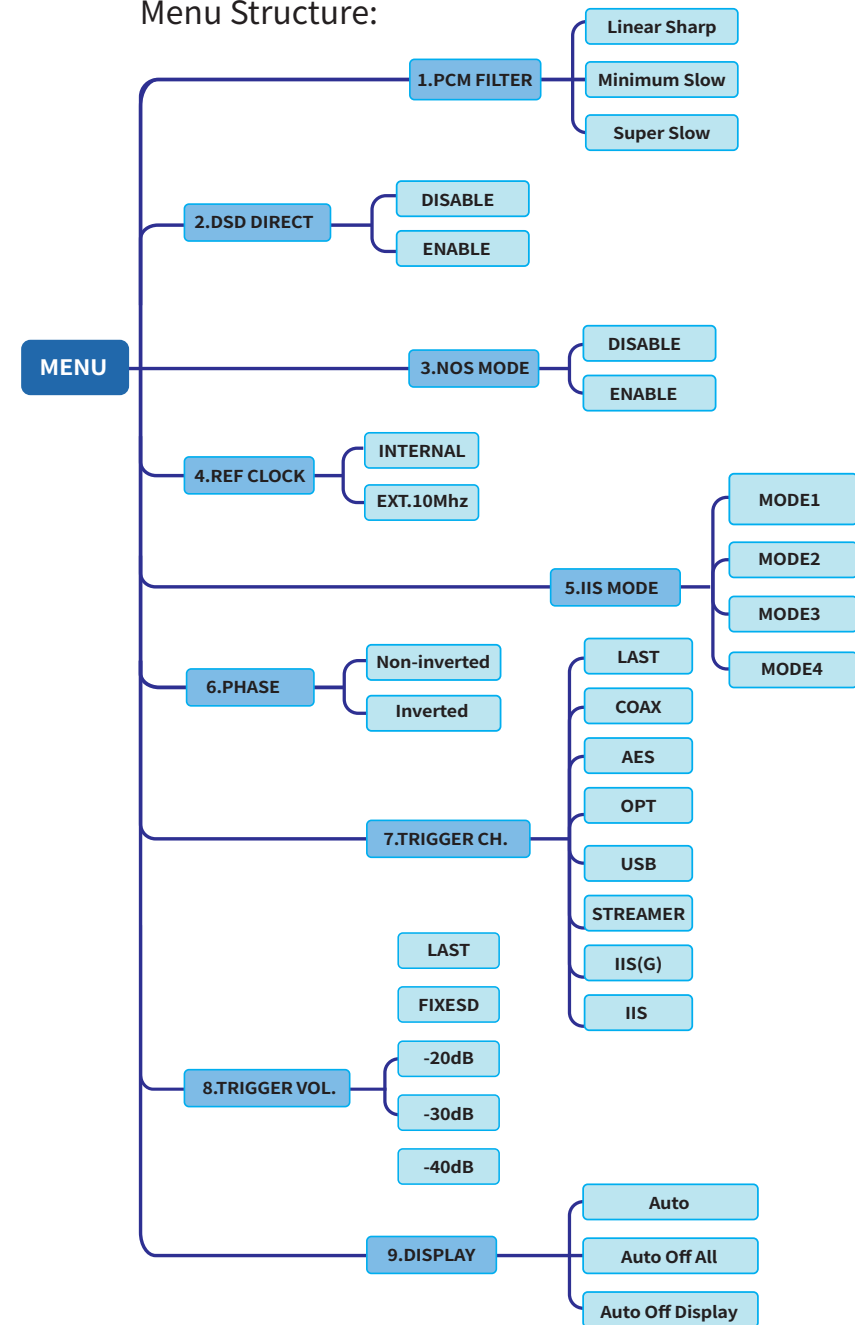 Menu Structure:
MENU
1.PCM FILTER
Linear Sharp
Minimum Slow
Super Slow
2.DSD DIRECT
DISABLE
ENABLE
3.NOS MODE
DISABLE
ENABLE
4.REF CLOCK
INTERNAL
EXT.10Mhz
5.IIS MODE
MODE1
MODE2
MODE3
MODE4
6.PHASE
Non-inverted
Inverted
7.TRIGGER CH.
LAST
COAX
AES
OPT
USB
STREAMER
IIS(G)
IIS
8.TRIGGER VOL.
LAST
FIXESD
-20dB
-30dB
-40dB
9.DISPLAY
Auto
Auto Off All
Auto Off Display